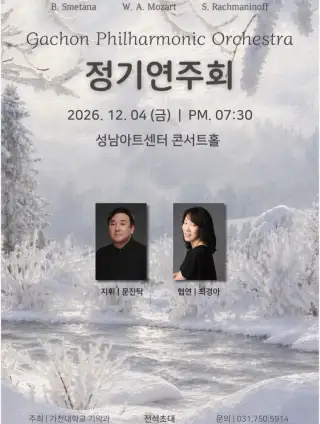 B. Smetana W. A. Mozart S. Rachmaninoff
Gachon Philharmonic Orchestra
정기연주회
2026. 12. 04 (금) | PM. 07:30
성남아트센터 콘서트홀
지휘 | 문진탁 협연 | 최경아
주최 | 가천대학교 기악과 전석초대 문의 | 031.750.5914